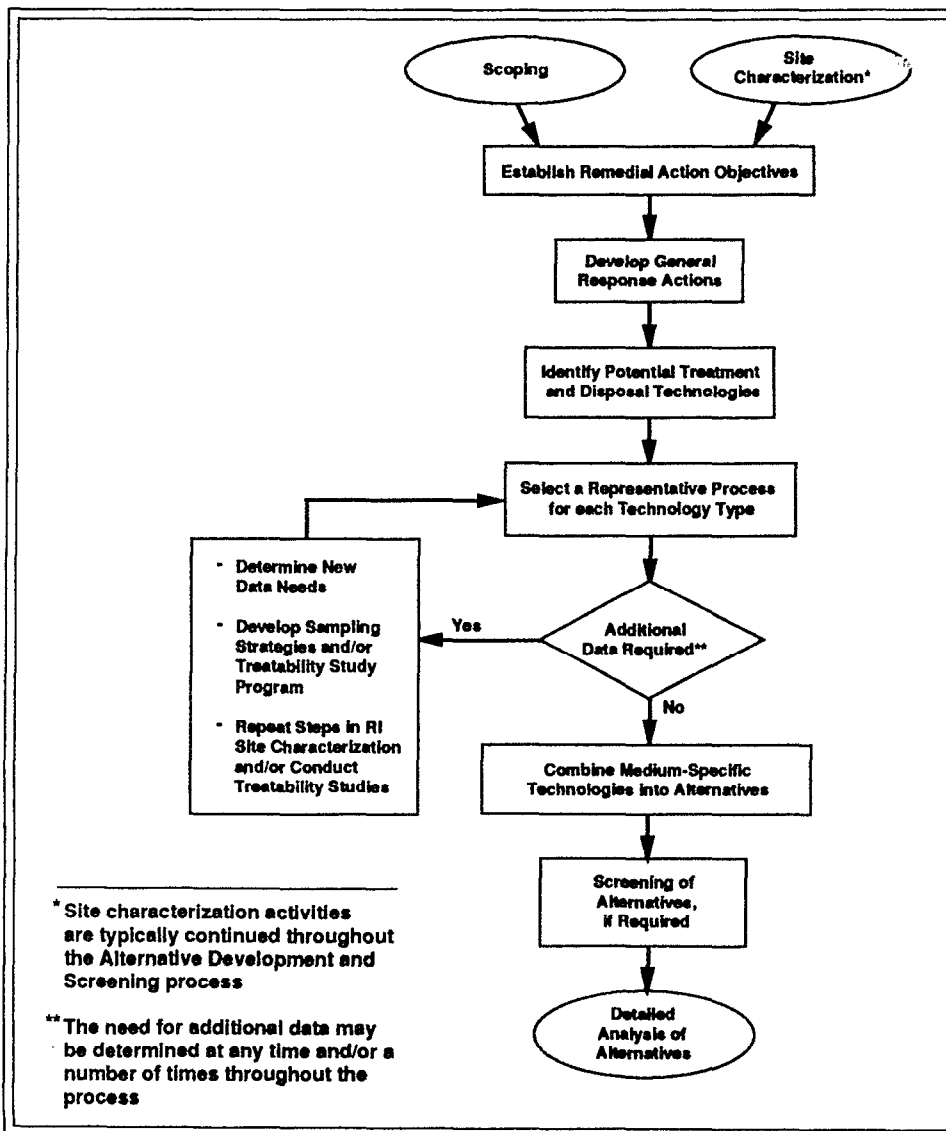 Scoping
Site
Characterization*
Establish Remedial Action Objectives
Develop General
Response Actions
Identify Potential Treatment
and Disposal Technologies
Select a Representative Process
for each Technology Type
- Determine New
Data Needs
- Develop Sampling
Strategies and/or
Treatability Study
Program
- Repeat Steps in RI
Site Characterization
and/or Conduct
Treatability Studies
Yes
Additional
Data Required**
No
Combine Medium-Specific
Technologies into Alternatives
Screening of
Alternatives,
if Required
Detailed
Analysis of
Alternatives
* Site characterization activities
are typically continued throughout
the Alternative Development and
Screening process
** The need for additional data may
be determined at any time and/or a
number of times throughout the
process